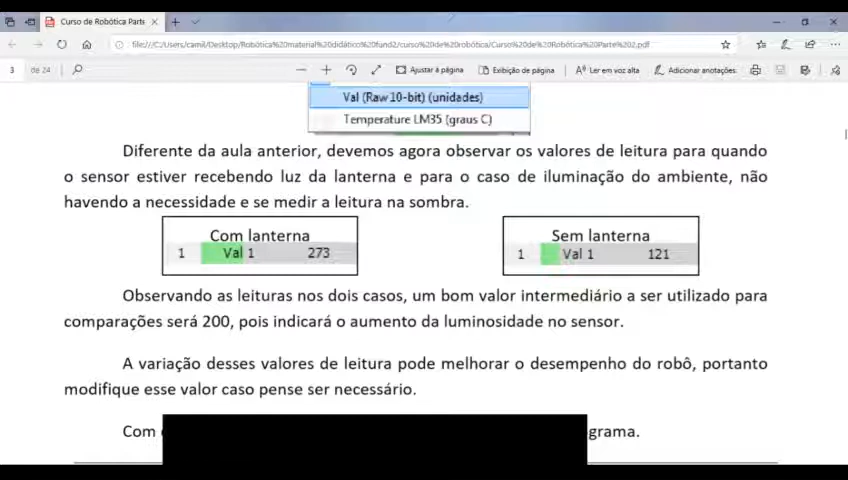 Curso de Robótica Parte
file:///C:/Users/camil/Desktop/Robótica%20material%20didático%20fund2/curso%20de%20robótica/Curso%20de%20Robótica%20Parte%202.pdf
3 de 24 Ajustar à página Exibição de página Ler em voz alta Adicionar anotações
Val (Raw 10-bit) (unidades)
Temperature LM35 (graus C)
Diferente da aula anterior, devemos agora observar os valores de leitura para quando
o sensor estiver recebendo luz da lanterna e para o caso de iluminação do ambiente, não
havendo a necessidade e se medir a leitura na sombra.
Com lanterna
1 Val 1 273
Sem lanterna
1 Val 1 121
Observando as leituras nos dois casos, um bom valor intermediário a ser utilizado para
comparações será 200, pois indicará o aumento da luminosidade no sensor.
A variação desses valores de leitura pode melhorar o desempenho do robô, portanto
modifique esse valor caso pense ser necessário.
Com grama.